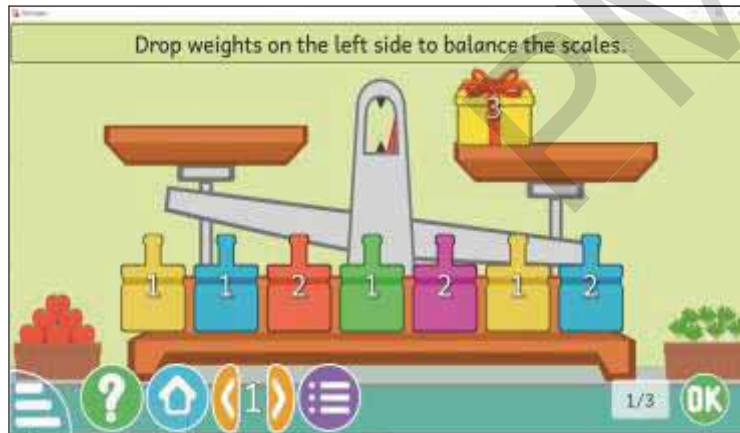 Drop weights on the left side to balance the scales.
3
1 1 2 1 2 1 2
? 1 1/3 OK